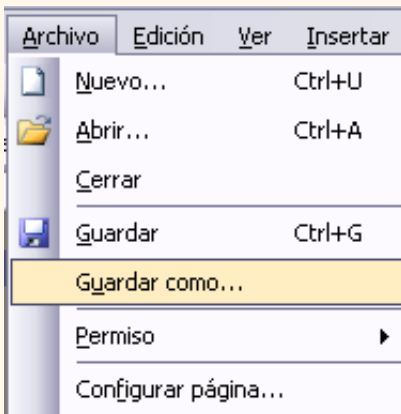 Archivo Edición Ver Insertar
Nuevo... Ctrl+U
Abrir... Ctrl+A
Cerrar
Guardar Ctrl+G
Guardar como...
Permiso
Configurar página...